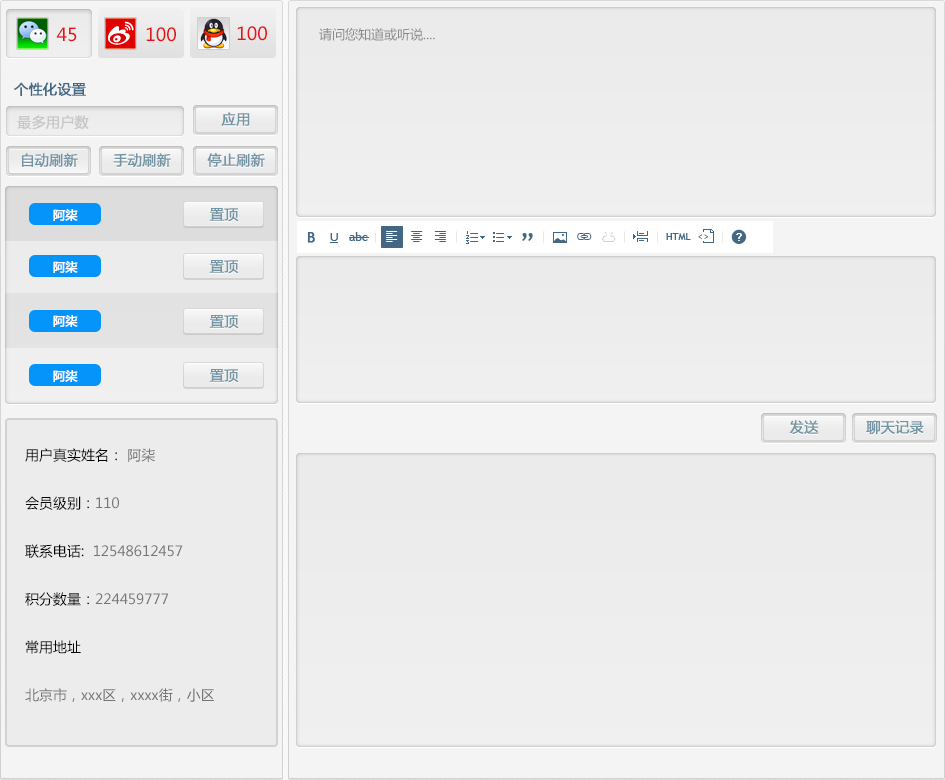 45 100 100
个性化设置
最多用户数 应用
自动刷新 手动刷新 停止刷新
阿柒 置顶
阿柒 置顶
阿柒 置顶
阿柒 置顶
用户真实姓名： 阿柒
会员级别：110
联系电话: 12548612457
积分数量：224459777
常用地址
北京市，xxx区，xxxx街，小区
请问您知道或听说....
B U abc HTML ?
发送 聊天记录